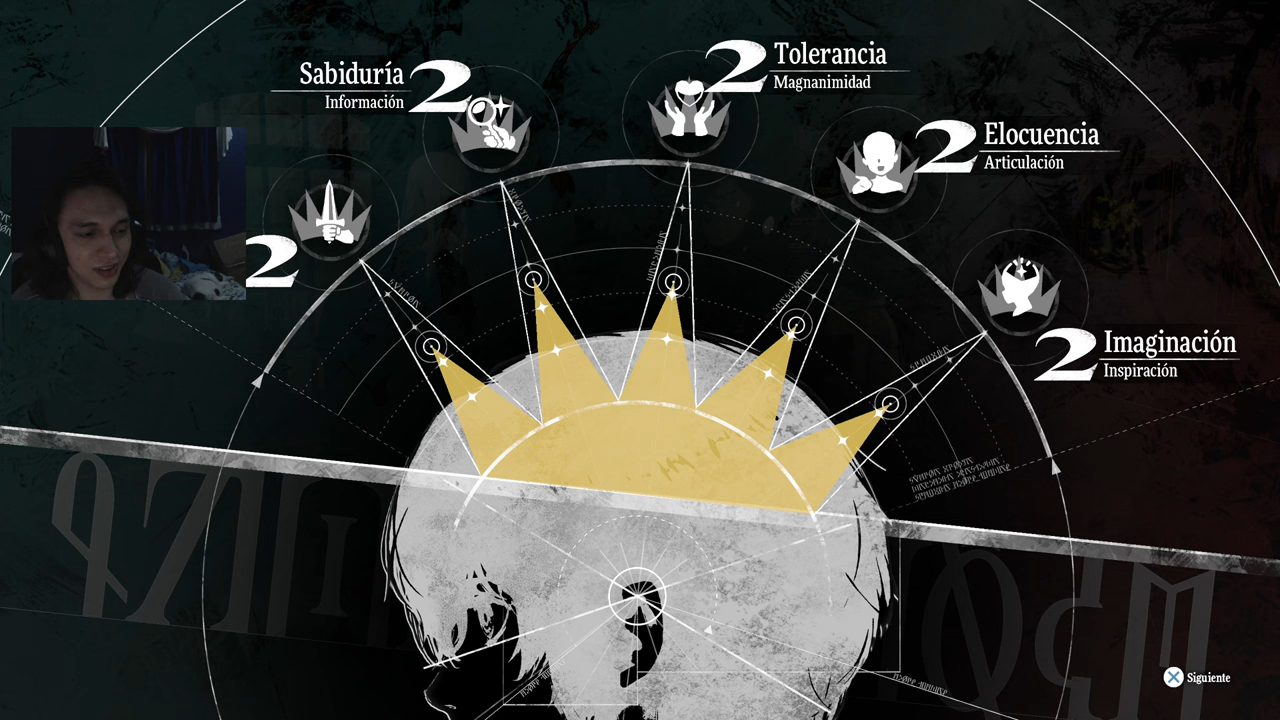 Sabiduría
2
Información
2
Tolerancia
Magnanimidad
2
Elocuencia
Articulación
2
2
Imaginación
Inspiración
Siguiente